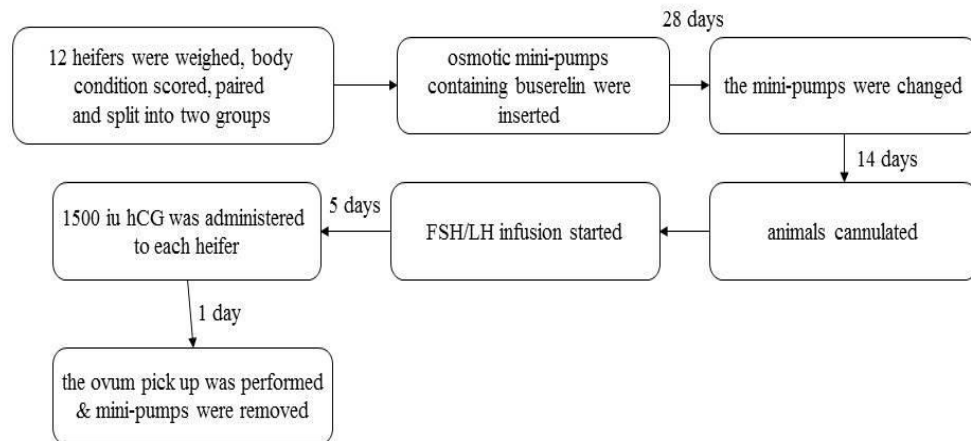 12 heifers were weighed, body
condition scored, paired
and split into two groups
osmotic mini-pumps
containing buserelin were
inserted
28 days
the mini-pumps were changed
14 days
animals cannulated
FSH/LH infusion started
5 days
1500 iu hCG was administered
to each heifer
1 day
the ovum pick up was performed
& mini-pumps were removed